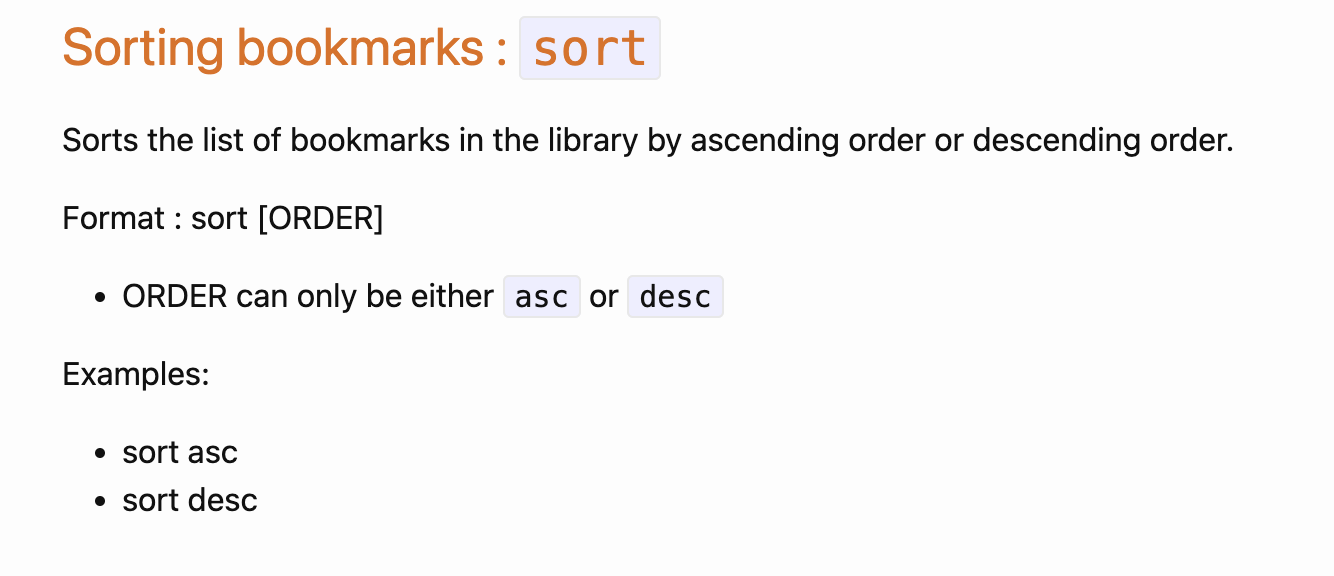 Sorting bookmarks : sort
Sorts the list of bookmarks in the library by ascending order or descending order.
Format : sort [ORDER]
• ORDER can only be either asc or desc
Examples:
• sort asc
• sort desc